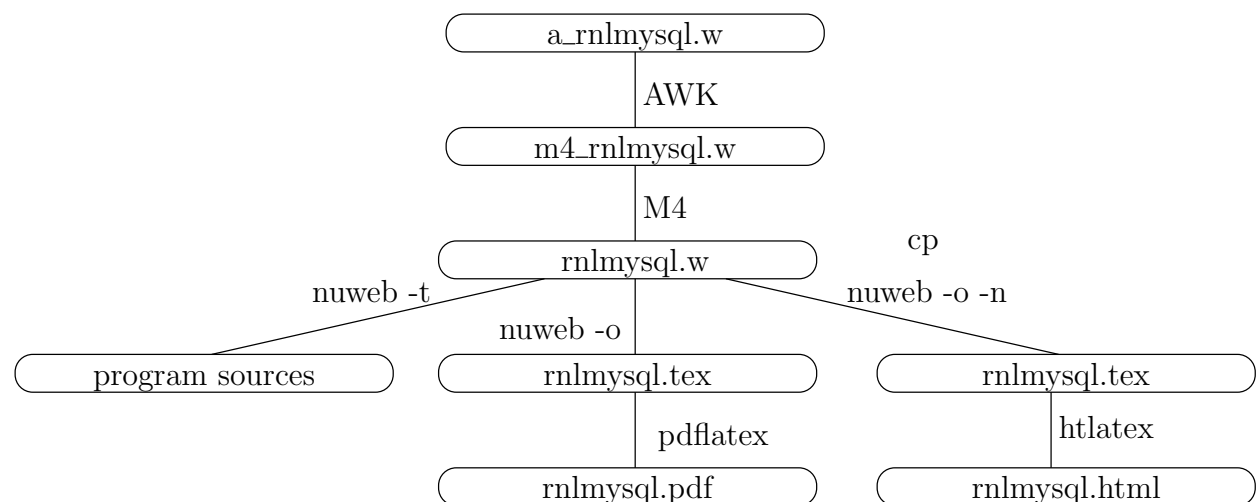 a_rnlmysql.w
AWK
m4_rnlmysql.w
M4
cp
rnlmysql.w
nuweb -t
nuweb -o -n
nuweb -o
program sources
rnlmysql.tex
rnlmysql.tex
pdflatex
htlatex
rnlmysql.pdf
rnlmysql.html